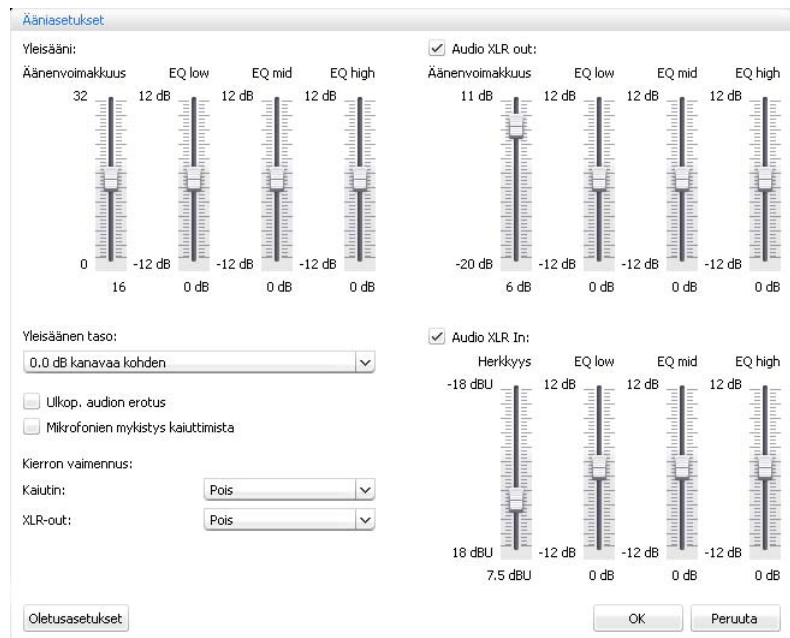 Ääniasetukset
Yleisääni:
Äänenvoimakkuus EQ low EQ mid EQ high
32 12 dB 12 dB 12 dB
0 -12 dB -12 dB -12 dB
16 0 dB 0 dB 0 dB
Yleisäänen taso:
0.0 dB kanavaa kohden
Ulkop. audion erotus
Mikrofonien mykistys kaiuttimista
Kierron vaimennus:
Kaiutin: Pois
XLR-out: Pois
Oletusasetukset
Audio XLR out:
Äänenvoimakkuus EQ low EQ mid EQ high
11 dB 12 dB 12 dB 12 dB
-20 dB -12 dB -12 dB -12 dB
6 dB 0 dB 0 dB 0 dB
Audio XLR In:
Herkkyys EQ low EQ mid EQ high
-18 dBU 12 dB 12 dB 12 dB
18 dBU -12 dB -12 dB -12 dB
7.5 dBU 0 dB 0 dB 0 dB
OK Peruuta